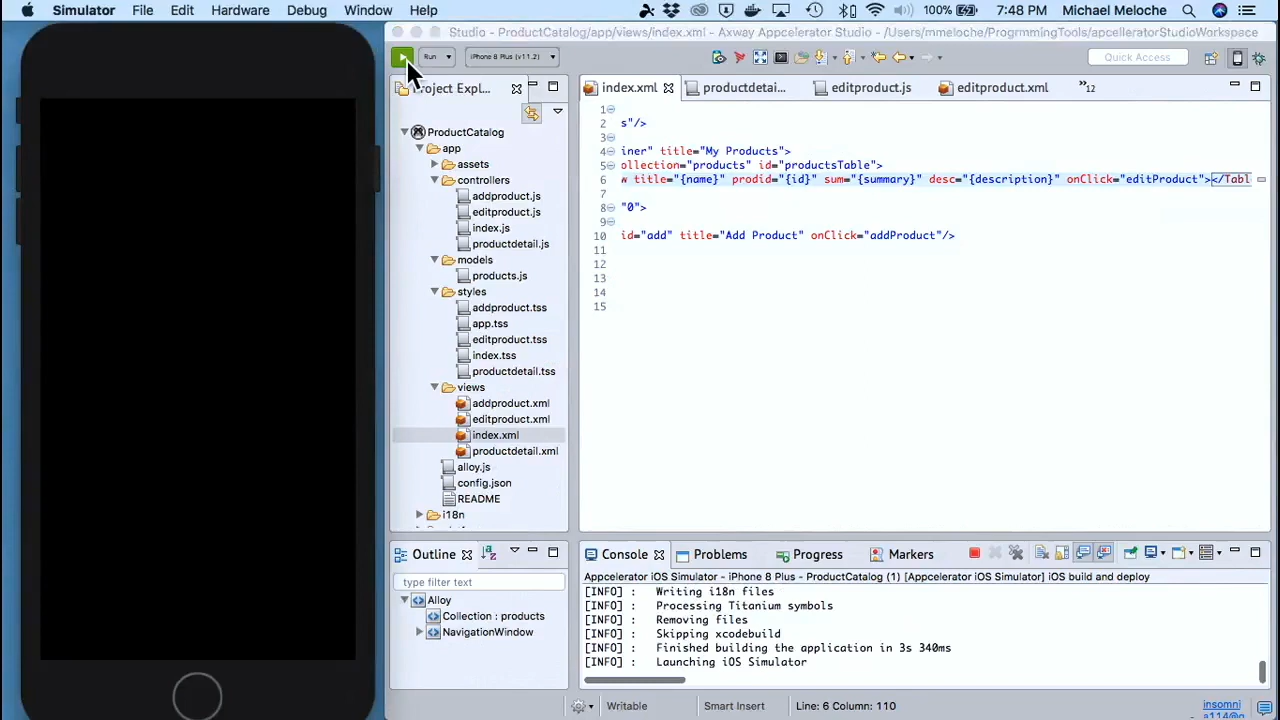 Simulator File Edit Hardware Debug Window Help 100% 7:48 PM Michael Meloche
Studio - ProductCatalog/app/views/index.xml - Axway Appcelerator Studio - /Users/mmeloche/ProgrmmingTools/apcelleratorStudioWorkspace
Run iPhone 8 Plus (v11.2) Quick Access
Project Expl...
ProductCatalog
app
assets
controllers
addproduct.js
editproduct.js
index.js
productdetail.js
models
products.js
styles
addproduct.tss
app.tss
editproduct.tss
index.tss
productdetail.tss
views
addproduct.xml
editproduct.xml
index.xml
productdetail.xml
alloy.js
config.json
README
i18n
index.xml productdetai... editproduct.js editproduct.xml »12
1
2 s"/>
3
4 iner" title="My Products">
5 ollection="products" id="productsTable">
6 w title="{name}" prodid="{id}" sum="{summary}" desc="{description}" onClick="editProduct"></Tabl
7
8 "0">
9
10 id="add" title="Add Product" onClick="addProduct"/>
11
12
13
14
15
Outline
type filter text
Alloy
Collection : products
NavigationWindow
Console Problems Progress Markers
Appcelerator iOS Simulator - iPhone 8 Plus - ProductCatalog (1) [Appcelerator iOS Simulator] iOS build and deploy
[INFO] : Writing i18n files
[INFO] : Processing Titanium symbols
[INFO] : Removing files
[INFO] : Skipping xcodebuild
[INFO] : Finished building the application in 3s 340ms
[INFO] : Launching iOS Simulator
Writable Smart Insert Line: 6 Column: 110
insomni
a114@g